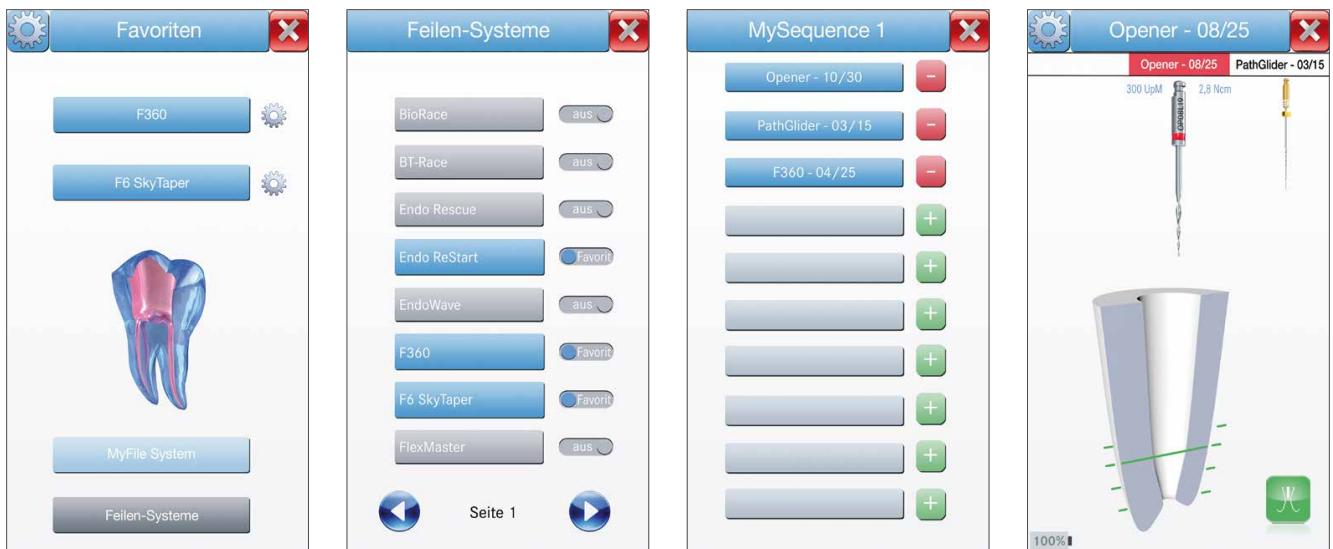 Favoriten
F360
F6 SkyTaper
MyFile System
Feilen-Systeme
Feilen-Systeme
BioRace
aus
BT-Race
aus
Endo Rescue
aus
Endo ReStart
Favorit
EndoWave
aus
F360
Favorit
F6 SkyTaper
Favorit
FlexMaster
aus
Seite 1
MySequence 1
Opener - 10/30
PathGlider - 03/15
F360 - 04/25
Opener - 08/25
Opener - 08/25
PathGlider - 03/15
300 UpM
2,8 Ncm
OP08L19
100%